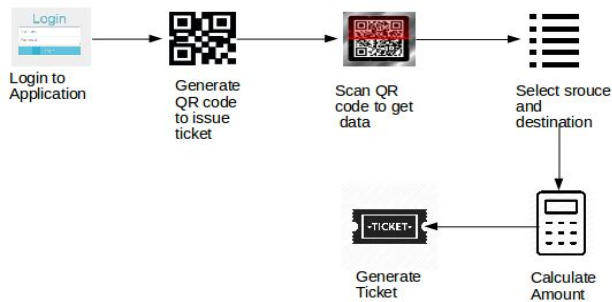 Login
Login to
Application
Generate
QR code
to issue
ticket
Scan QR
code to get
data
Select srouce
and
destination
-TICKET-
Generate
Ticket
Calculate
Amount